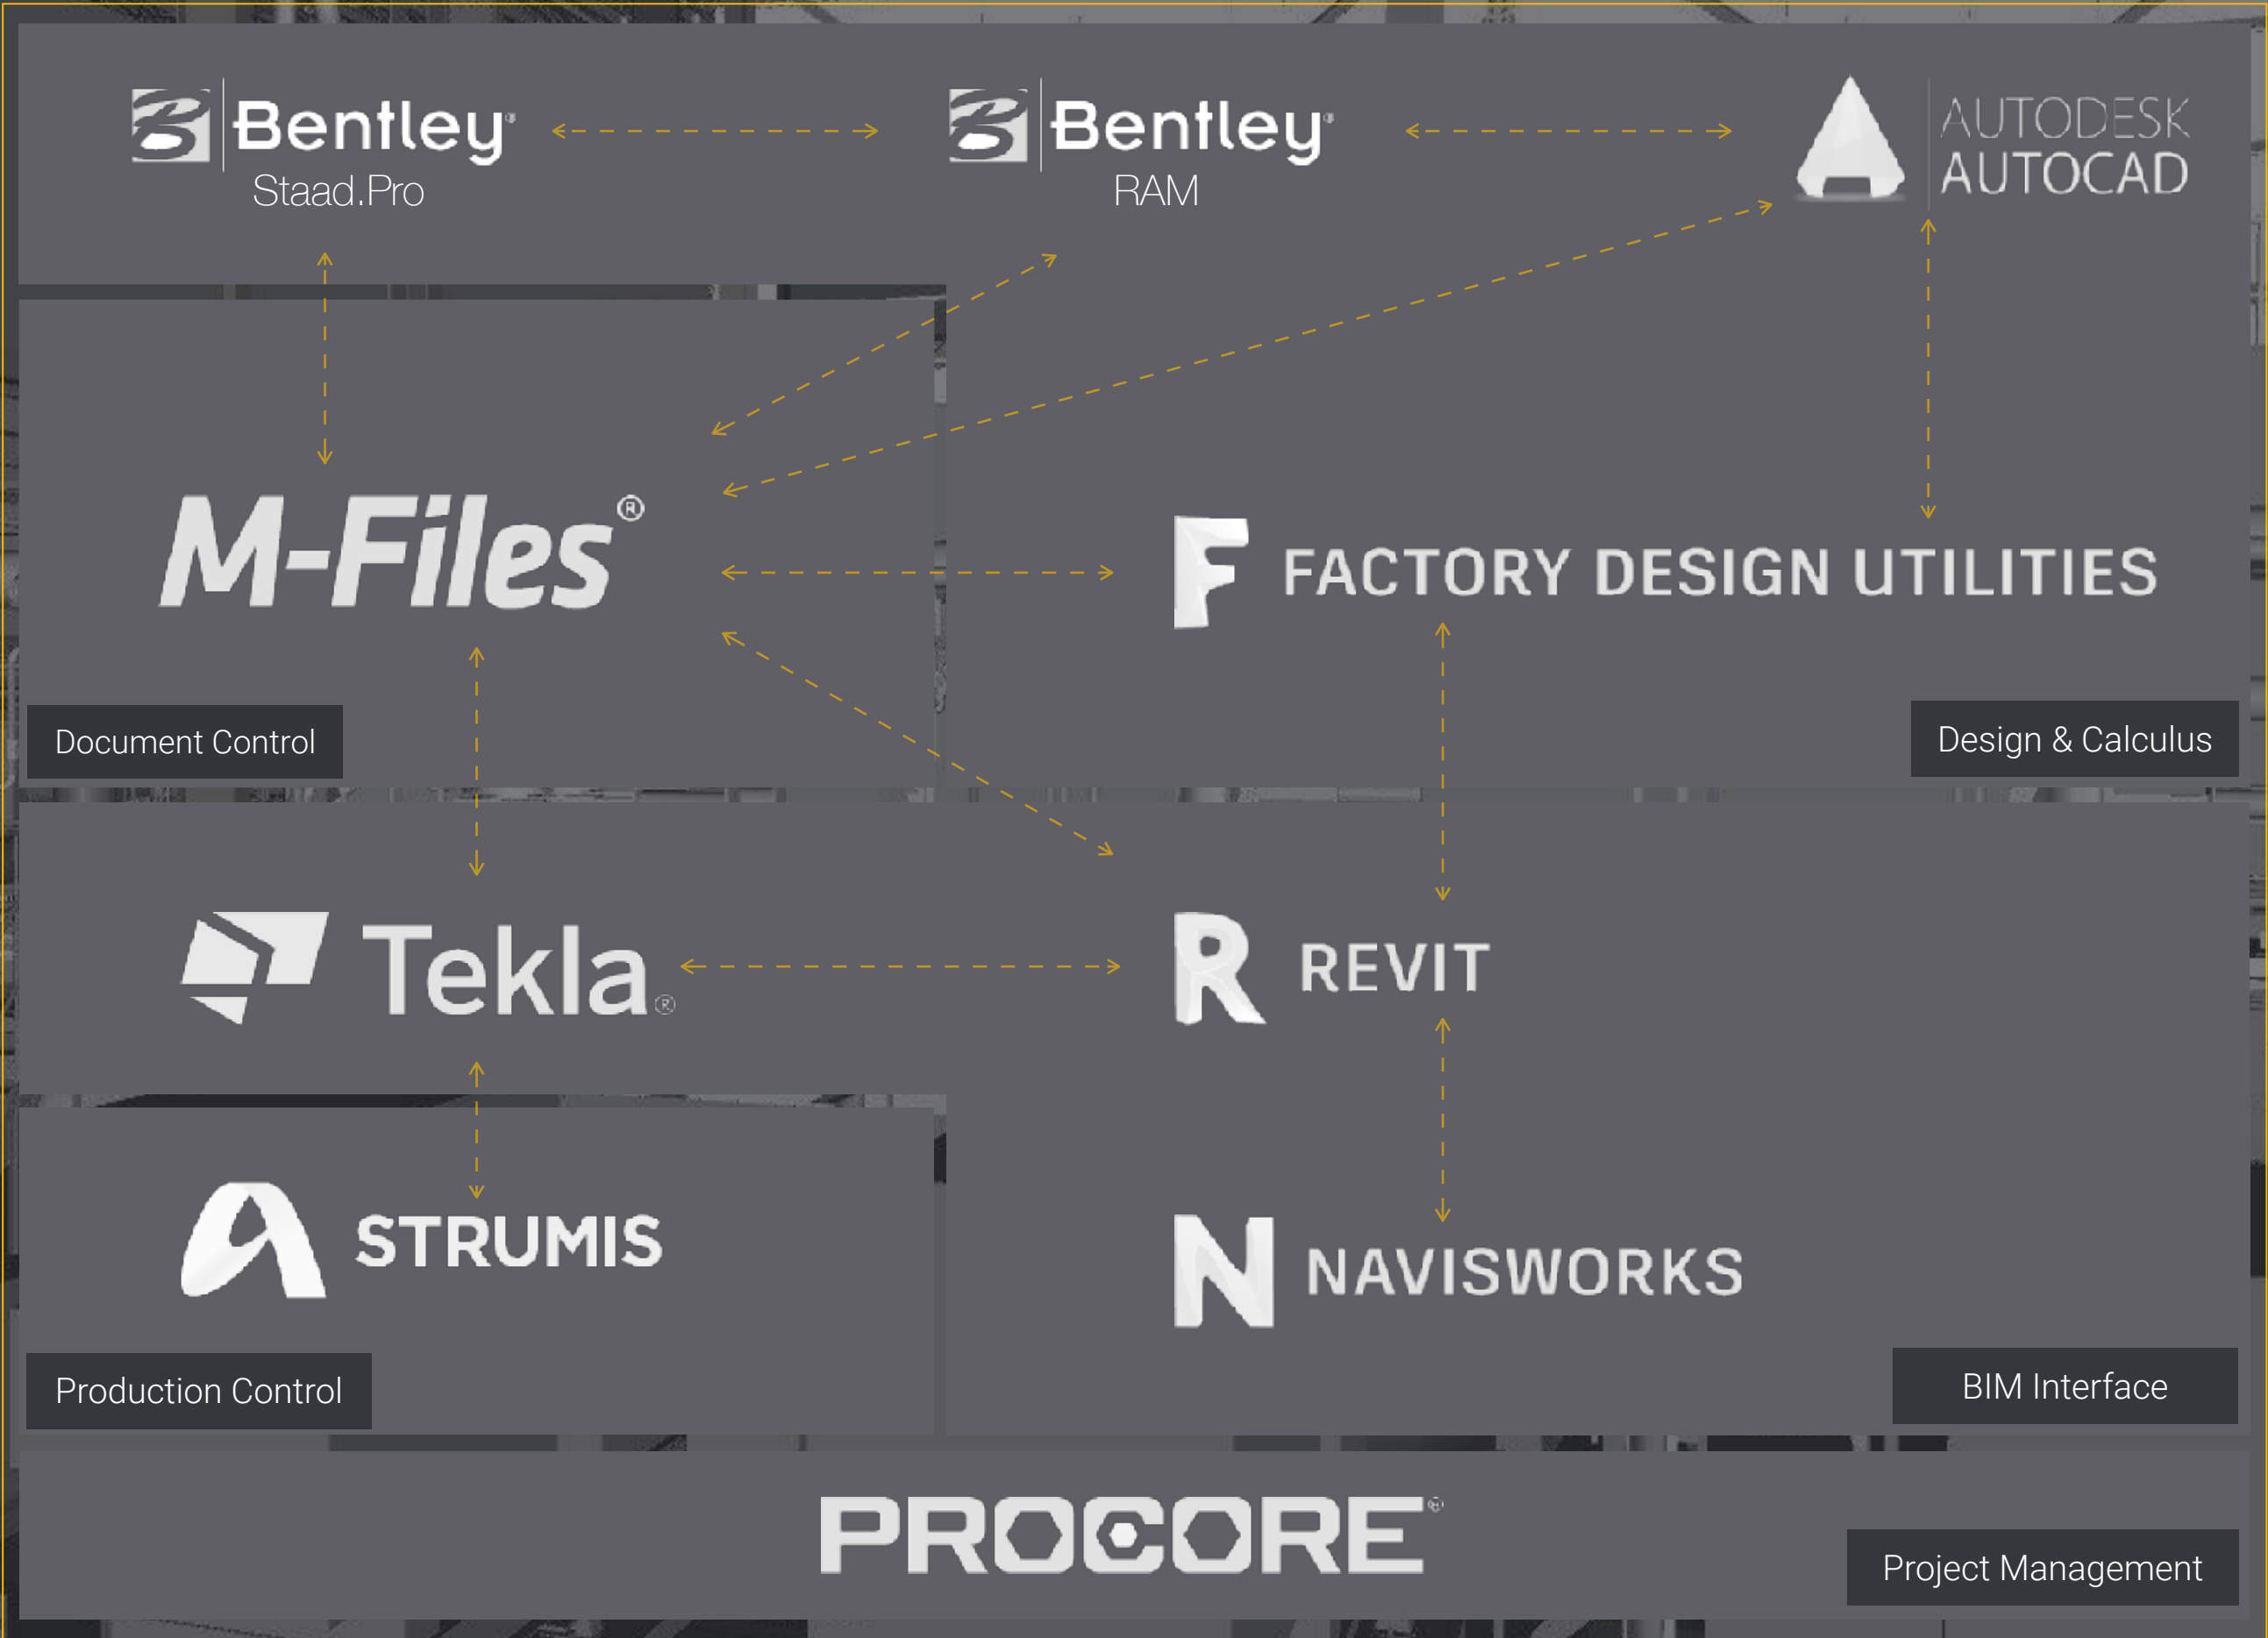 Bentley®
Staad.Pro
Bentley®
RAM
AUTODESK
AUTOCAD
M-Files®
FACTORY DESIGN UTILITIES
Document Control
Design & Calculus
Tekla®
REVIT
STRUMIS
NAVISWORKS
Production Control
BIM Interface
PROCORE®
Project Management